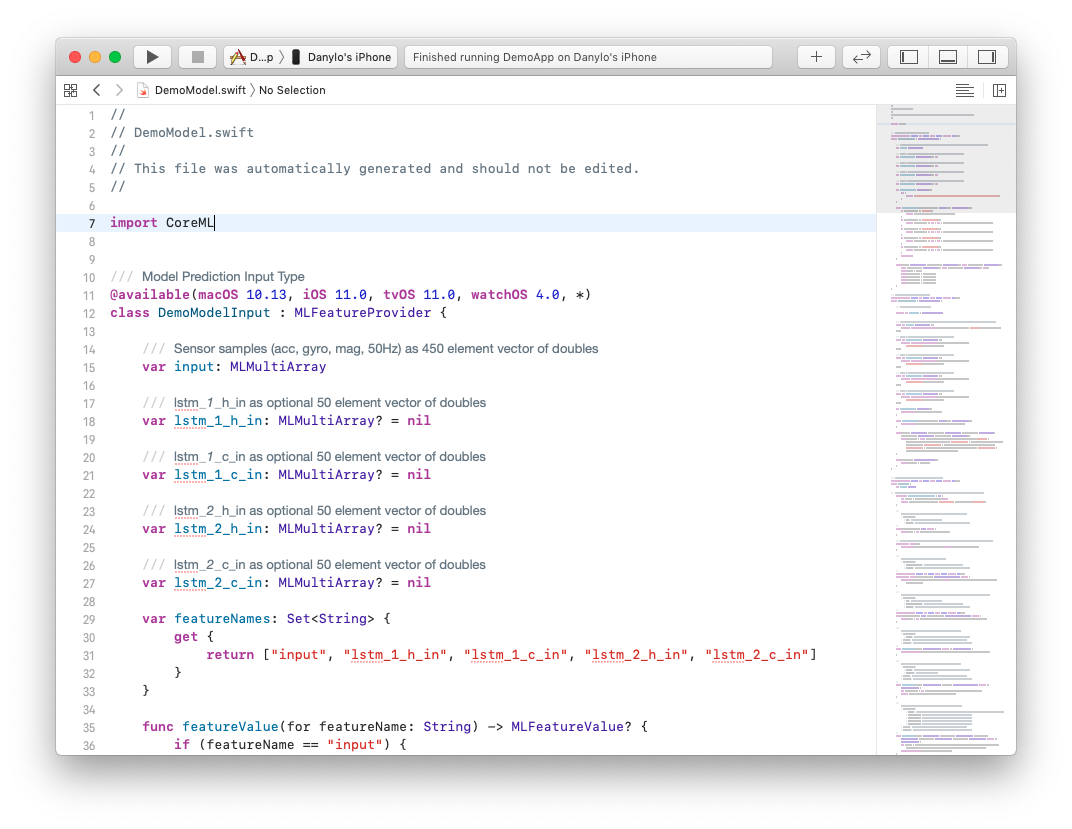 D...p 〉 Danylo's iPhone
Finished running DemoApp on Danylo's iPhone
DemoModel.swift 〉 No Selection
1 //
2 // DemoModel.swift
3 //
4 // This file was automatically generated and should not be edited.
5 //
6
7 import CoreML
8
9
10 /// Model Prediction Input Type
11 @available(macOS 10.13, iOS 11.0, tvOS 11.0, watchOS 4.0, *)
12 class DemoModelInput : MLFeatureProvider {
13
14 /// Sensor samples (acc, gyro, mag, 50Hz) as 450 element vector of doubles
15 var input: MLMultiArray
16
17 /// lstm_1_h_in as optional 50 element vector of doubles
18 var lstm_1_h_in: MLMultiArray? = nil
19
20 /// lstm_1_c_in as optional 50 element vector of doubles
21 var lstm_1_c_in: MLMultiArray? = nil
22
23 /// lstm_2_h_in as optional 50 element vector of doubles
24 var lstm_2_h_in: MLMultiArray? = nil
25
26 /// lstm_2_c_in as optional 50 element vector of doubles
27 var lstm_2_c_in: MLMultiArray? = nil
28
29 var featureNames: Set<String> {
30 get {
31 return ["input", "lstm_1_h_in", "lstm_1_c_in", "lstm_2_h_in", "lstm_2_c_in"]
32 }
33 }
34
35 func featureValue(for featureName: String) -> MLFeatureValue? {
36 if (featureName == "input") {